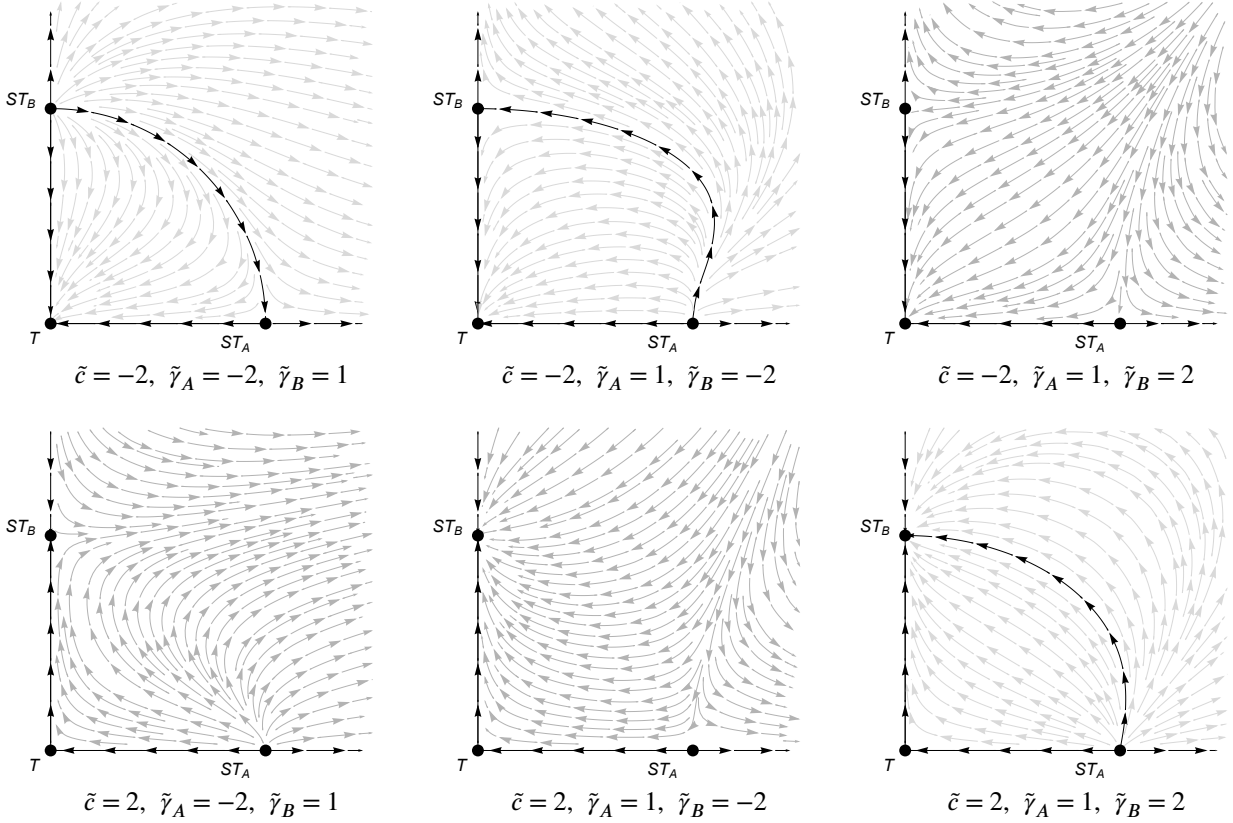 ST_B
T
ST_A
c̃ = −2, γ̃_A = −2, γ̃_B = 1
ST_B
T
ST_A
c̃ = −2, γ̃_A = 1, γ̃_B = −2
ST_B
T
ST_A
c̃ = −2, γ̃_A = 1, γ̃_B = 2
ST_B
T
ST_A
c̃ = 2, γ̃_A = −2, γ̃_B = 1
ST_B
T
ST_A
c̃ = 2, γ̃_A = 1, γ̃_B = −2
ST_B
T
ST_A
c̃ = 2, γ̃_A = 1, γ̃_B = 2